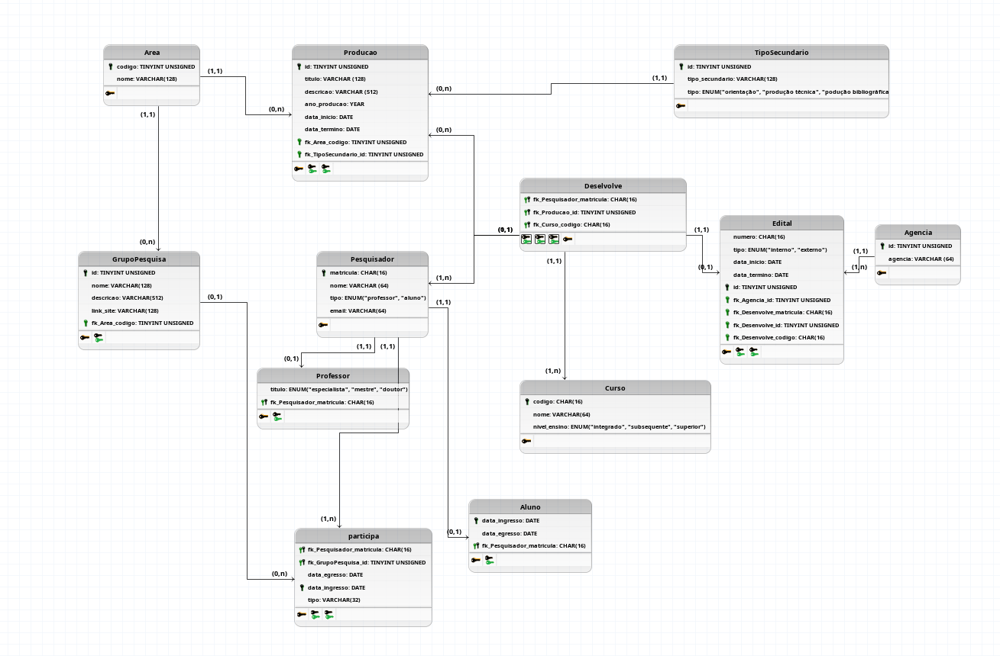 Area
codigo: TINYINT UNSIGNED
nome: VARCHAR(128)
(1,1)
(1,1)
Producao
id: TINYINT UNSIGNED
titulo: VARCHAR (128)
descricao: VARCHAR (512)
ano_producao: YEAR
data_inicio: DATE
data_termino: DATE
fk_Area_codigo: TINYINT UNSIGNED
fk_TipoSecundario_id: TINYINT UNSIGNED
(0,n)
(0,n)
(0,n)
(1,1)
TipoSecundario
id: TINYINT UNSIGNED
tipo_secundario: VARCHAR(128)
tipo: ENUM("orientação", "produção técnica", "podução bibliográfica
Deselvolve
fk_Pesquisador_matricula: CHAR(16)
fk_Producao_id: TINYINT UNSIGNED
fk_Curso_codigo: CHAR(16)
(0,1)
(1,1)
(1,1)
Edital
numero: CHAR(16)
tipo: ENUM("interno", "externo")
data_inicio: DATE
data_termino: DATE
id: TINYINT UNSIGNED
fk_Agencia_id: TINYINT UNSIGNED
fk_Desenvolve_matricula: CHAR(16)
fk_Desenvolve_id: TINYINT UNSIGNED
fk_Desenvolve_codigo: CHAR(16)
(0,1)
(1,1)
(1,n)
Agencia
id: TINYINT UNSIGNED
agencia: VARCHAR (64)
(0,n)
GrupoPesquisa
id: TINYINT UNSIGNED
nome: VARCHAR(128)
descricao: VARCHAR(512)
link_site: VARCHAR(128)
fk_Area_codigo: TINYINT UNSIGNED
(0,1)
Pesquisador
matricula: CHAR(16)
nome: VARCHAR (64)
tipo: ENUM("professor", "aluno")
email: VARCHAR(64)
(1,n)
(1,1)
(1,1)
(1,1)
(0,1)
Professor
titulo: ENUM("especialista", "mestre", "doutor")
fk_Pesquisador_matricula: CHAR(16)
(1,n)
Curso
codigo: CHAR(16)
nome: VARCHAR(64)
nivel_ensino: ENUM("integrado", "subsequente", "superior")
(0,1)
Aluno
data_ingresso: DATE
data_egresso: DATE
fk_Pesquisador_matricula: CHAR(16)
(1,n)
(0,n)
participa
fk_Pesquisador_matricula: CHAR(16)
fk_GrupoPesquisa_id: TINYINT UNSIGNED
data_egresso: DATE
data_ingresso: DATE
tipo: VARCHAR(32)